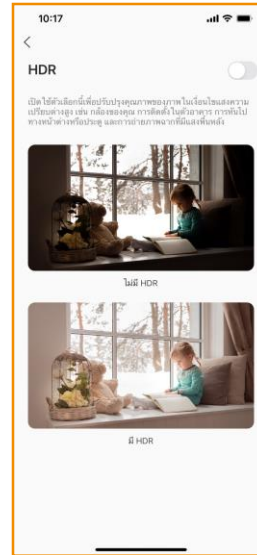 10:17
HDR
เปิดใช้ตัวเลือกนี้เพื่อปรับปรุงคุณภาพของภาพในเงื่อนไขแสงความ
เปรียบต่างสูง เช่น กล้องของคุณ การติดตั้งในตัวอาคาร การหันไป
ทางหน้าต่างหรือประตู และการถ่ายภาพฉากที่มีแสงพื้นหลัง
ไม่มี HDR
มี HDR